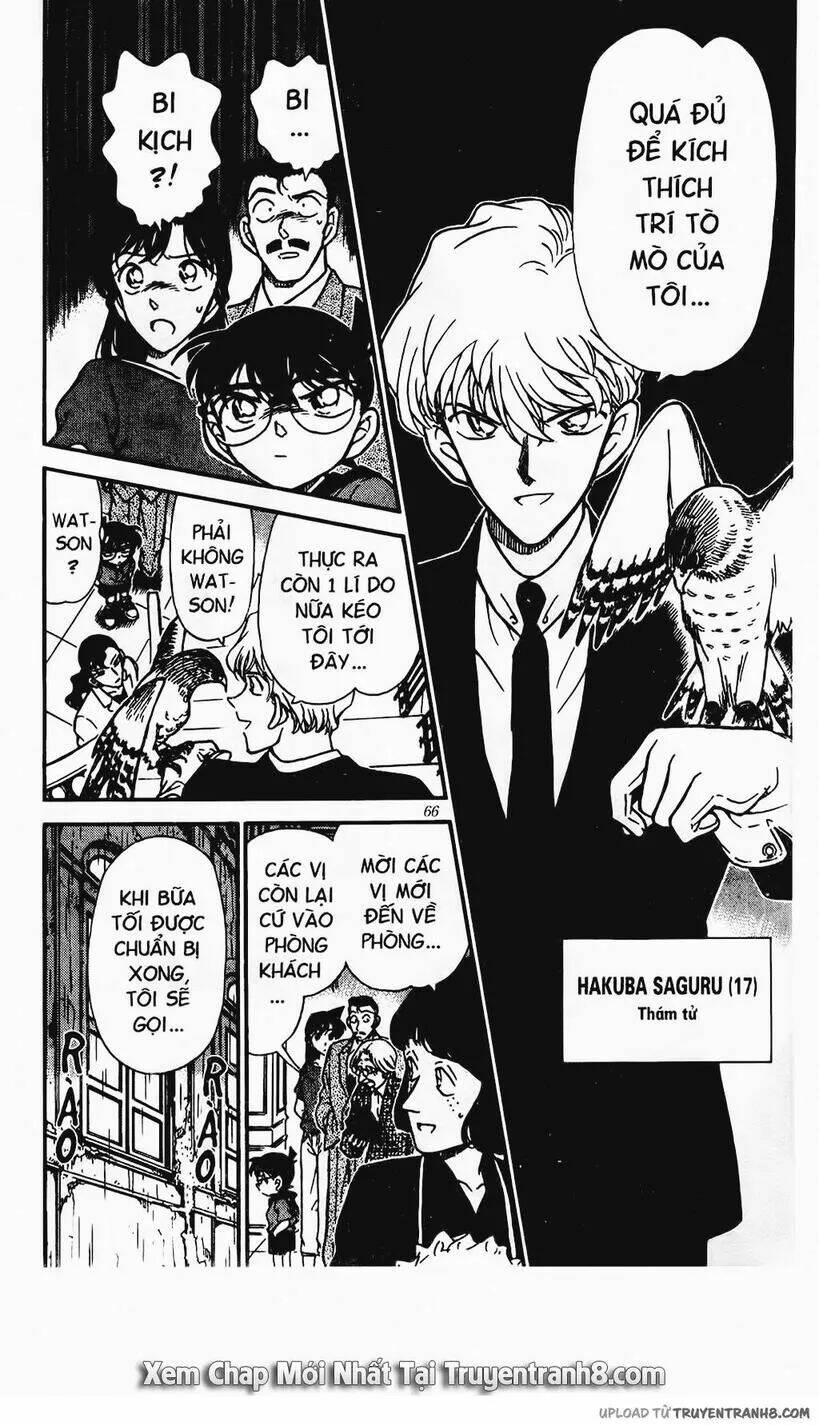 QUÁ ĐỦ
ĐỂ KÍCH
THÍCH
TRÍ TÒ
MÒ CỦA
TÔI...
BI
...
BI
KỊCH
?!
THỰC RA
CÒN 1 LÍ DO
NỮA KÉO
TÔI TỚI
ĐÂY...
PHẢI
KHÔNG
WAT-
SON!
WAT-
SON
?
66
HAKUBA SAGURU (17)
Thám tử
MỜI CÁC
VỊ MỚI
ĐẾN VỀ
PHÒNG...
CÁC VỊ
CÒN LẠI
CỨ VÀO
PHÒNG
KHÁCH
...
KHI BỮA
TỐI ĐƯỢC
CHUẨN BỊ
XONG,
TÔI SẼ
GỌI...
RÀO
RÀO
Xem Chap Mới Nhất Tại Truyentranh8.com
UPLOAD TỪ TRUYENTRANH8.COM